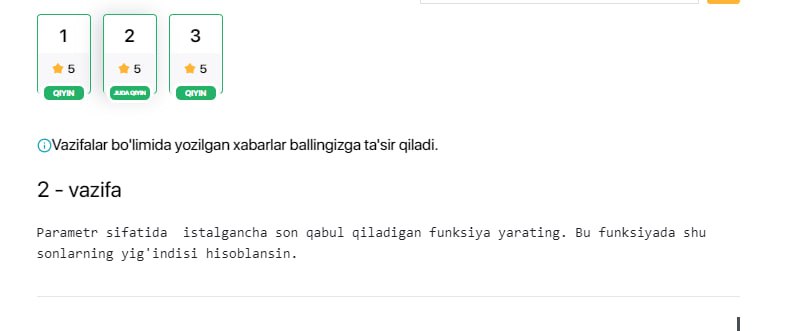 1 2 3
5 5 5
QIYIN JUDA QIYIN QIYIN
Vazifalar bo'limida yozilgan xabarlar ballingizga ta'sir qiladi.
2 - vazifa
Parametr sifatida istalgancha son qabul qiladigan funksiya yarating. Bu funksiyada shu
sonlarning yig'indisi hisoblansin.